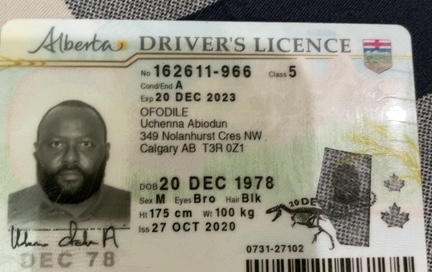 Alberta DRIVER'S LICENCE
No 162611-966 Class 5
Cond/End A
Exp 20 DEC 2023
OFODILE
Uchenna Abiodun
349 Nolanhurst Cres NW
Calgary AB T3R 0Z1
DOB 20 DEC 1978
Sex M Eyes Bro Hair Blk
Ht 175 cm Wt 100 kg
Iss 27 OCT 2020
DEC 78
20 DE
0731-27102